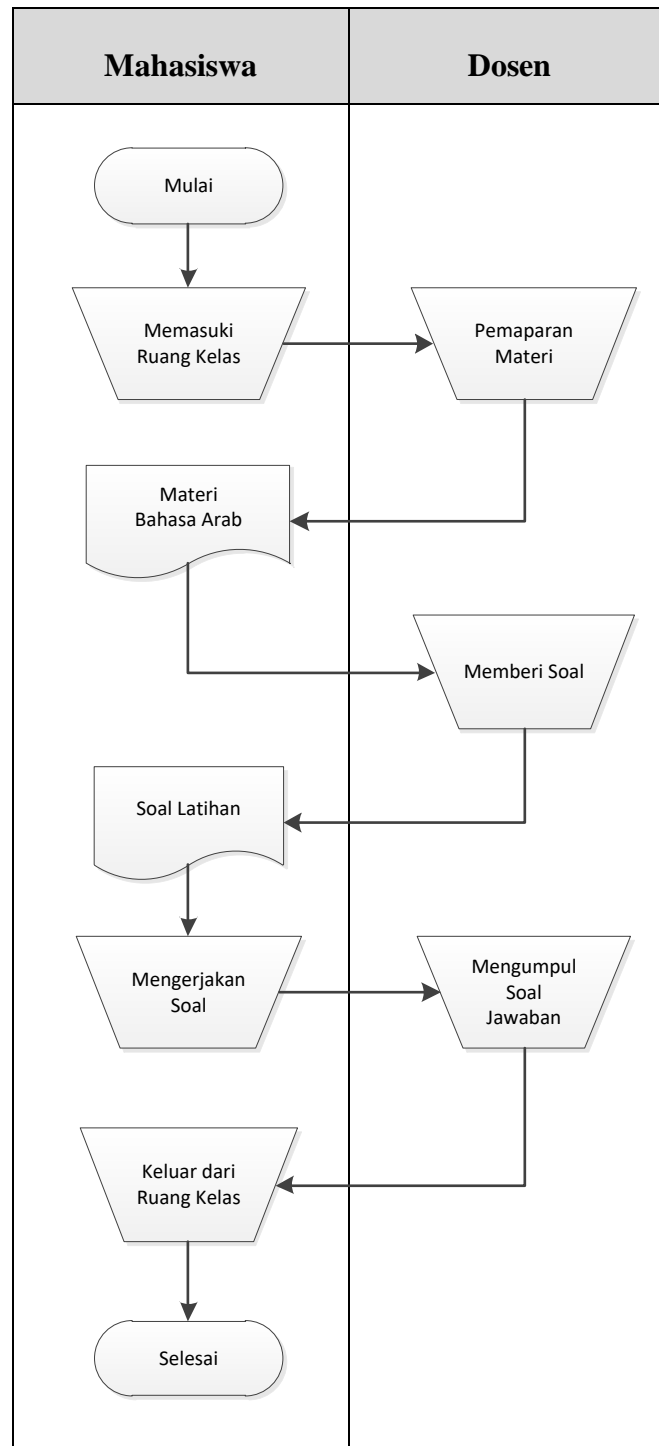 Mahasiswa
Dosen
Mulai
Memasuki
Ruang Kelas
Pemaparan
Materi
Materi
Bahasa Arab
Memberi Soal
Soal Latihan
Mengerjakan
Soal
Mengumpul
Soal
Jawaban
Keluar dari
Ruang Kelas
Selesai